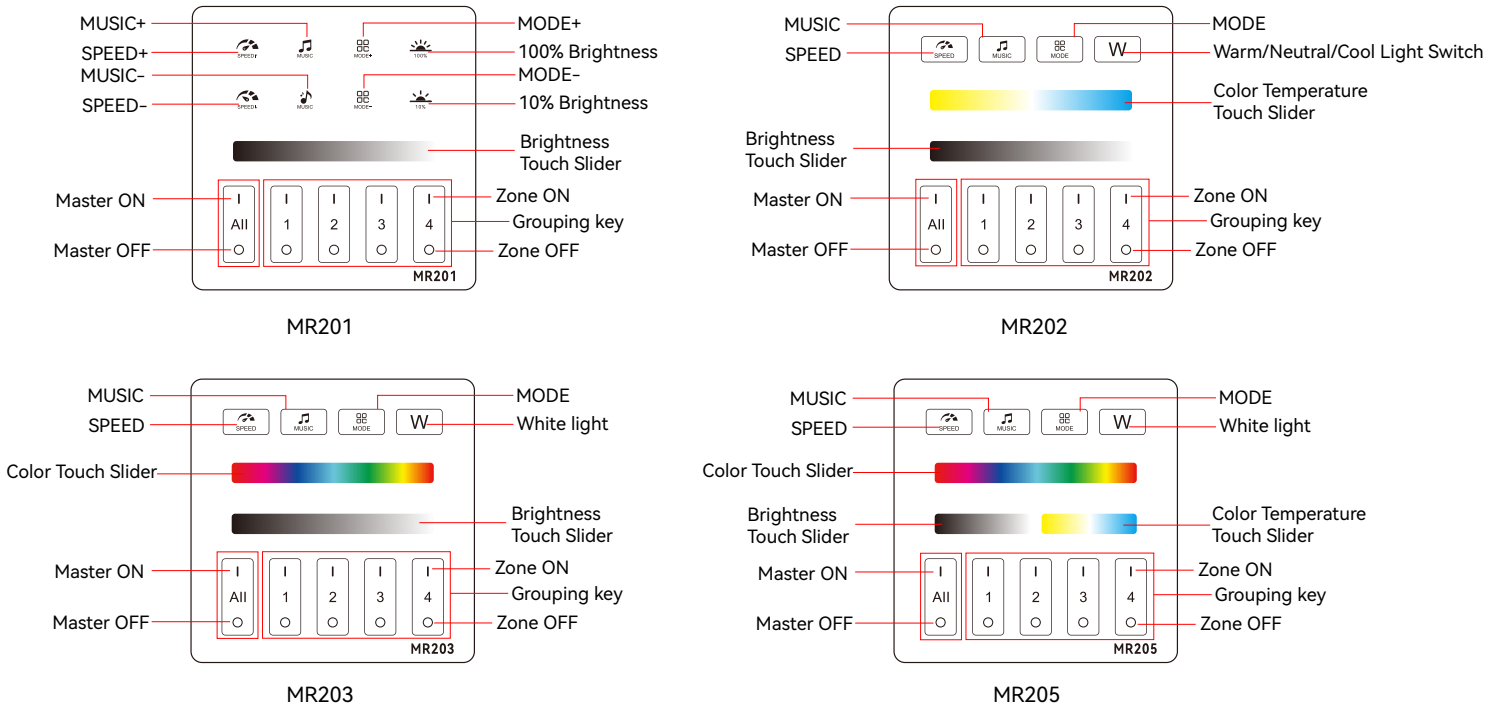 MUSIC+
SPEED+
MUSIC–
SPEED–
MODE+
100% Brightness
MODE–
10% Brightness
SPEED↑
MUSIC
MODE+
100%
SPEED↓
MUSIC
MODE–
10%
Brightness
Touch Slider
Master ON
Master OFF
I I I I I
All 1 2 3 4
Zone ON
Grouping key
Zone OFF
MR201
MR201
MUSIC
SPEED
MODE
Warm/Neutral/Cool Light Switch
SPEED MUSIC MODE W
Color Temperature
Touch Slider
Brightness
Touch Slider
Master ON
Master OFF
I I I I I
All 1 2 3 4
Zone ON
Grouping key
Zone OFF
MR202
MR202
MUSIC
SPEED
MODE
White light
SPEED MUSIC MODE W
Color Touch Slider
Brightness
Touch Slider
Master ON
Master OFF
I I I I I
All 1 2 3 4
Zone ON
Grouping key
Zone OFF
MR203
MR203
MUSIC
SPEED
MODE
White light
SPEED MUSIC MODE W
Color Touch Slider
Brightness
Touch Slider
Color Temperature
Touch Slider
Master ON
Master OFF
I I I I I
All 1 2 3 4
Zone ON
Grouping key
Zone OFF
MR205
MR205